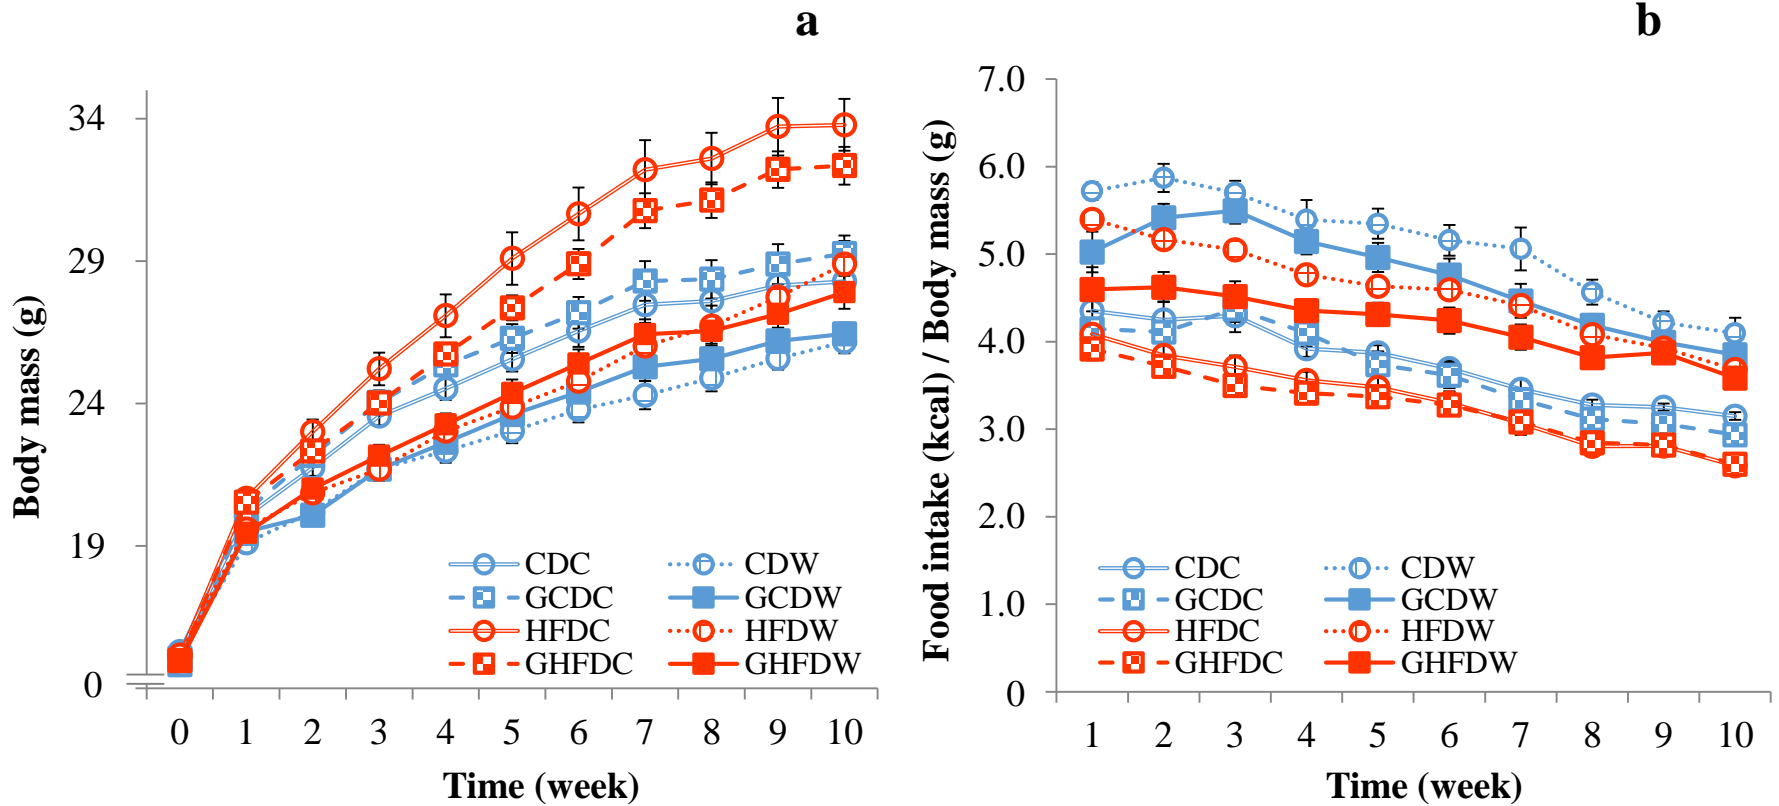 a
Body mass (g)
34
29
24
19
0
CDC CDW
GCDC GCDW
HFDC HFDW
GHFDC GHFDW
0 1 2 3 4 5 6 7 8 9 10
Time (week)
b
Food intake (kcal) / Body mass (g)
7.0
6.0
5.0
4.0
3.0
2.0
1.0
0
CDC CDW
GCDC GCDW
HFDC HFDW
GHFDC GHFDW
1 2 3 4 5 6 7 8 9 10
Time (week)